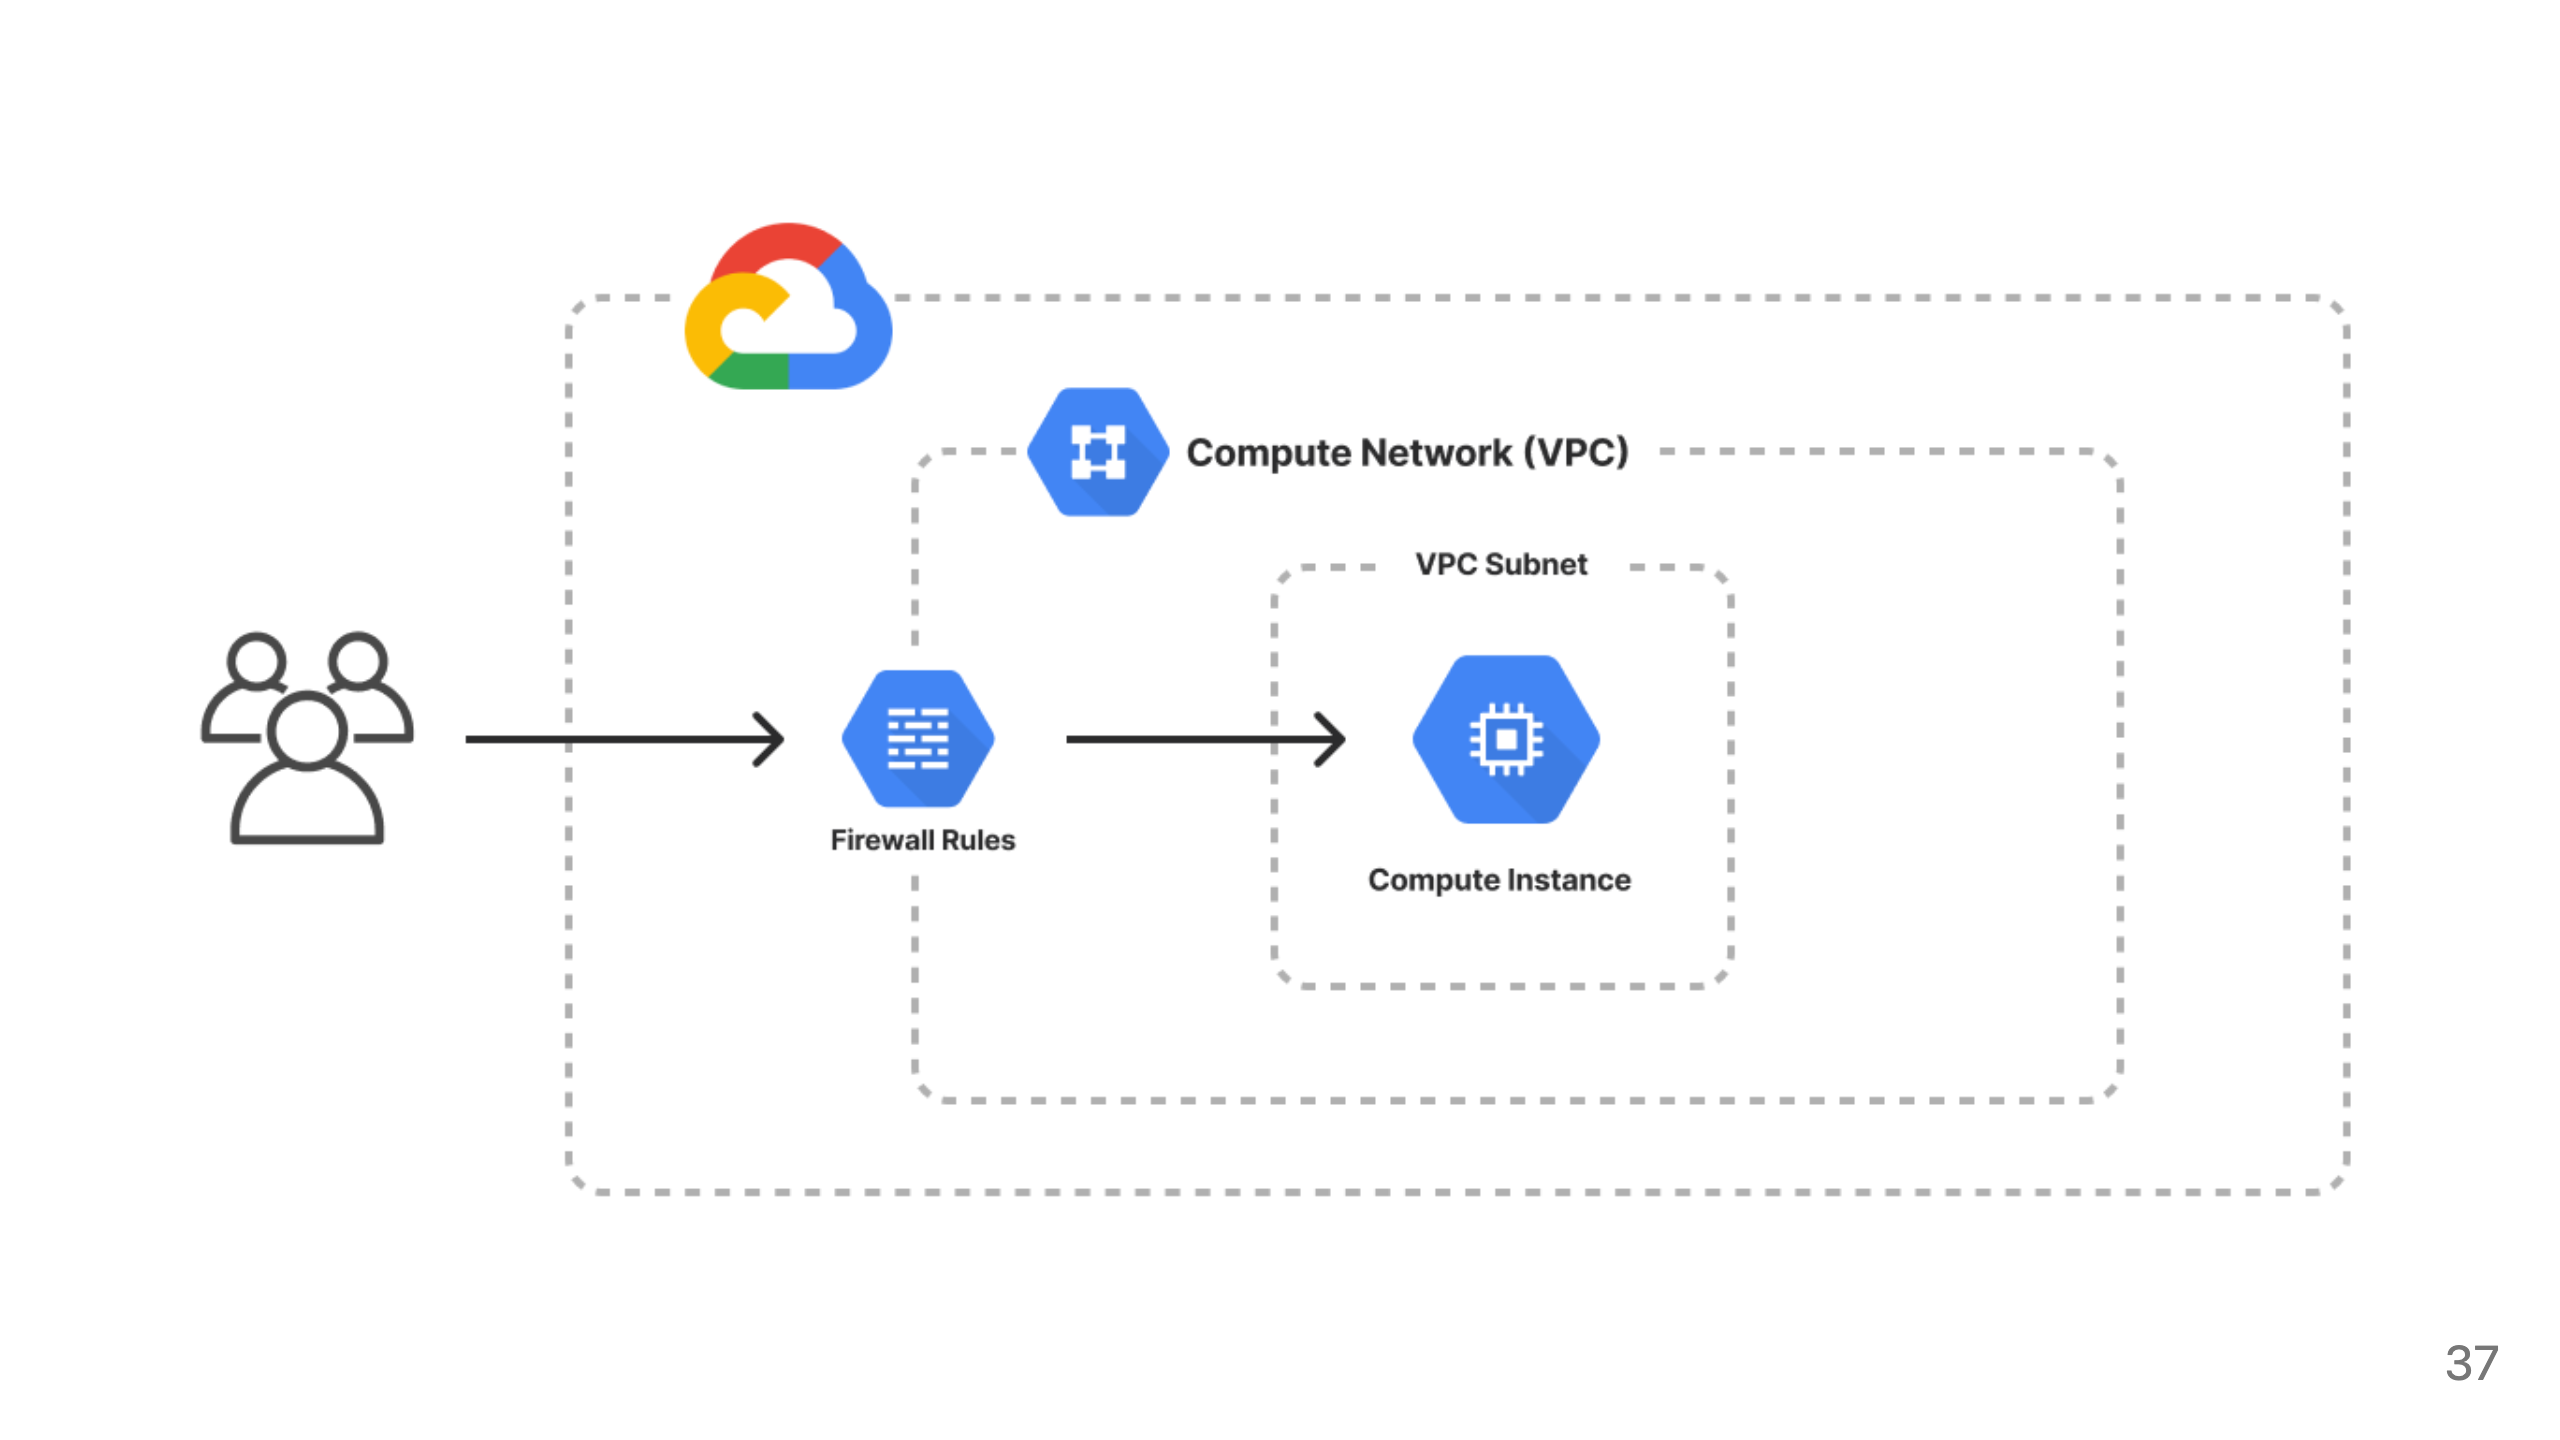 Compute Network (VPC)
VPC Subnet
Firewall Rules
Compute Instance
37